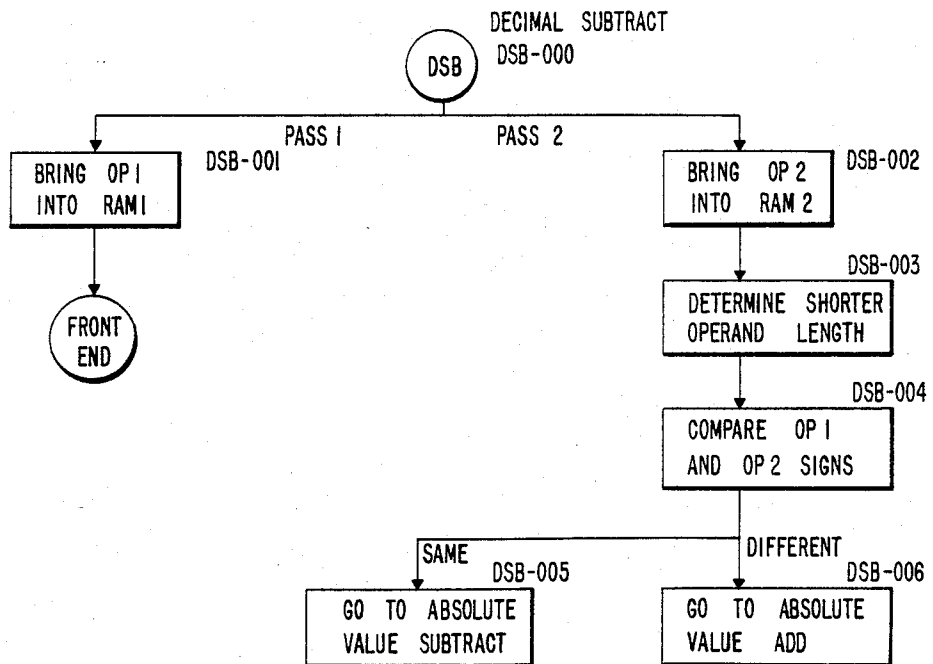 DECIMAL SUBTRACT
DSB-000
DSB
PASS 1
PASS 2
DSB-001
BRING OP 1
INTO RAM 1
FRONT
END
DSB-002
BRING OP 2
INTO RAM 2
DSB-003
DETERMINE SHORTER
OPERAND LENGTH
DSB-004
COMPARE OP 1
AND OP 2 SIGNS
SAME
DIFFERENT
DSB-005
GO TO ABSOLUTE
VALUE SUBTRACT
DSB-006
GO TO ABSOLUTE
VALUE ADD